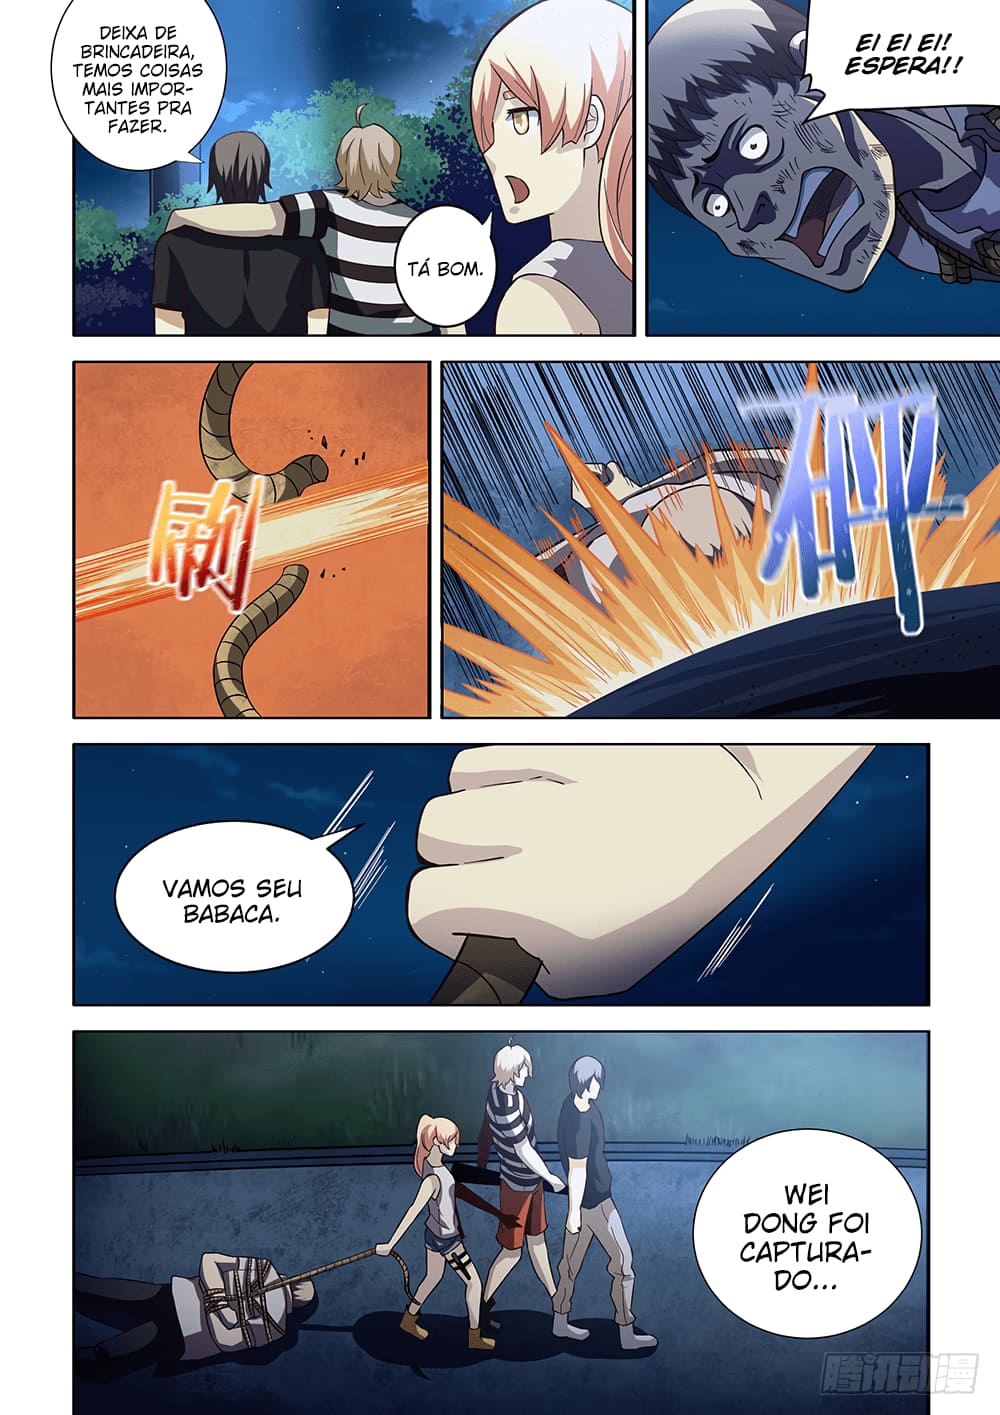 DEIXA DE
BRINCADEIRA,
TEMOS COISAS
MAIS IMPOR-
TANTES PRA
FAZER.
TÁ BOM.
EI EI EI!
ESPERA!!
VAMOS SEU
BABACA.
WEI
DONG FOI
CAPTURA-
DO...
腾讯动漫